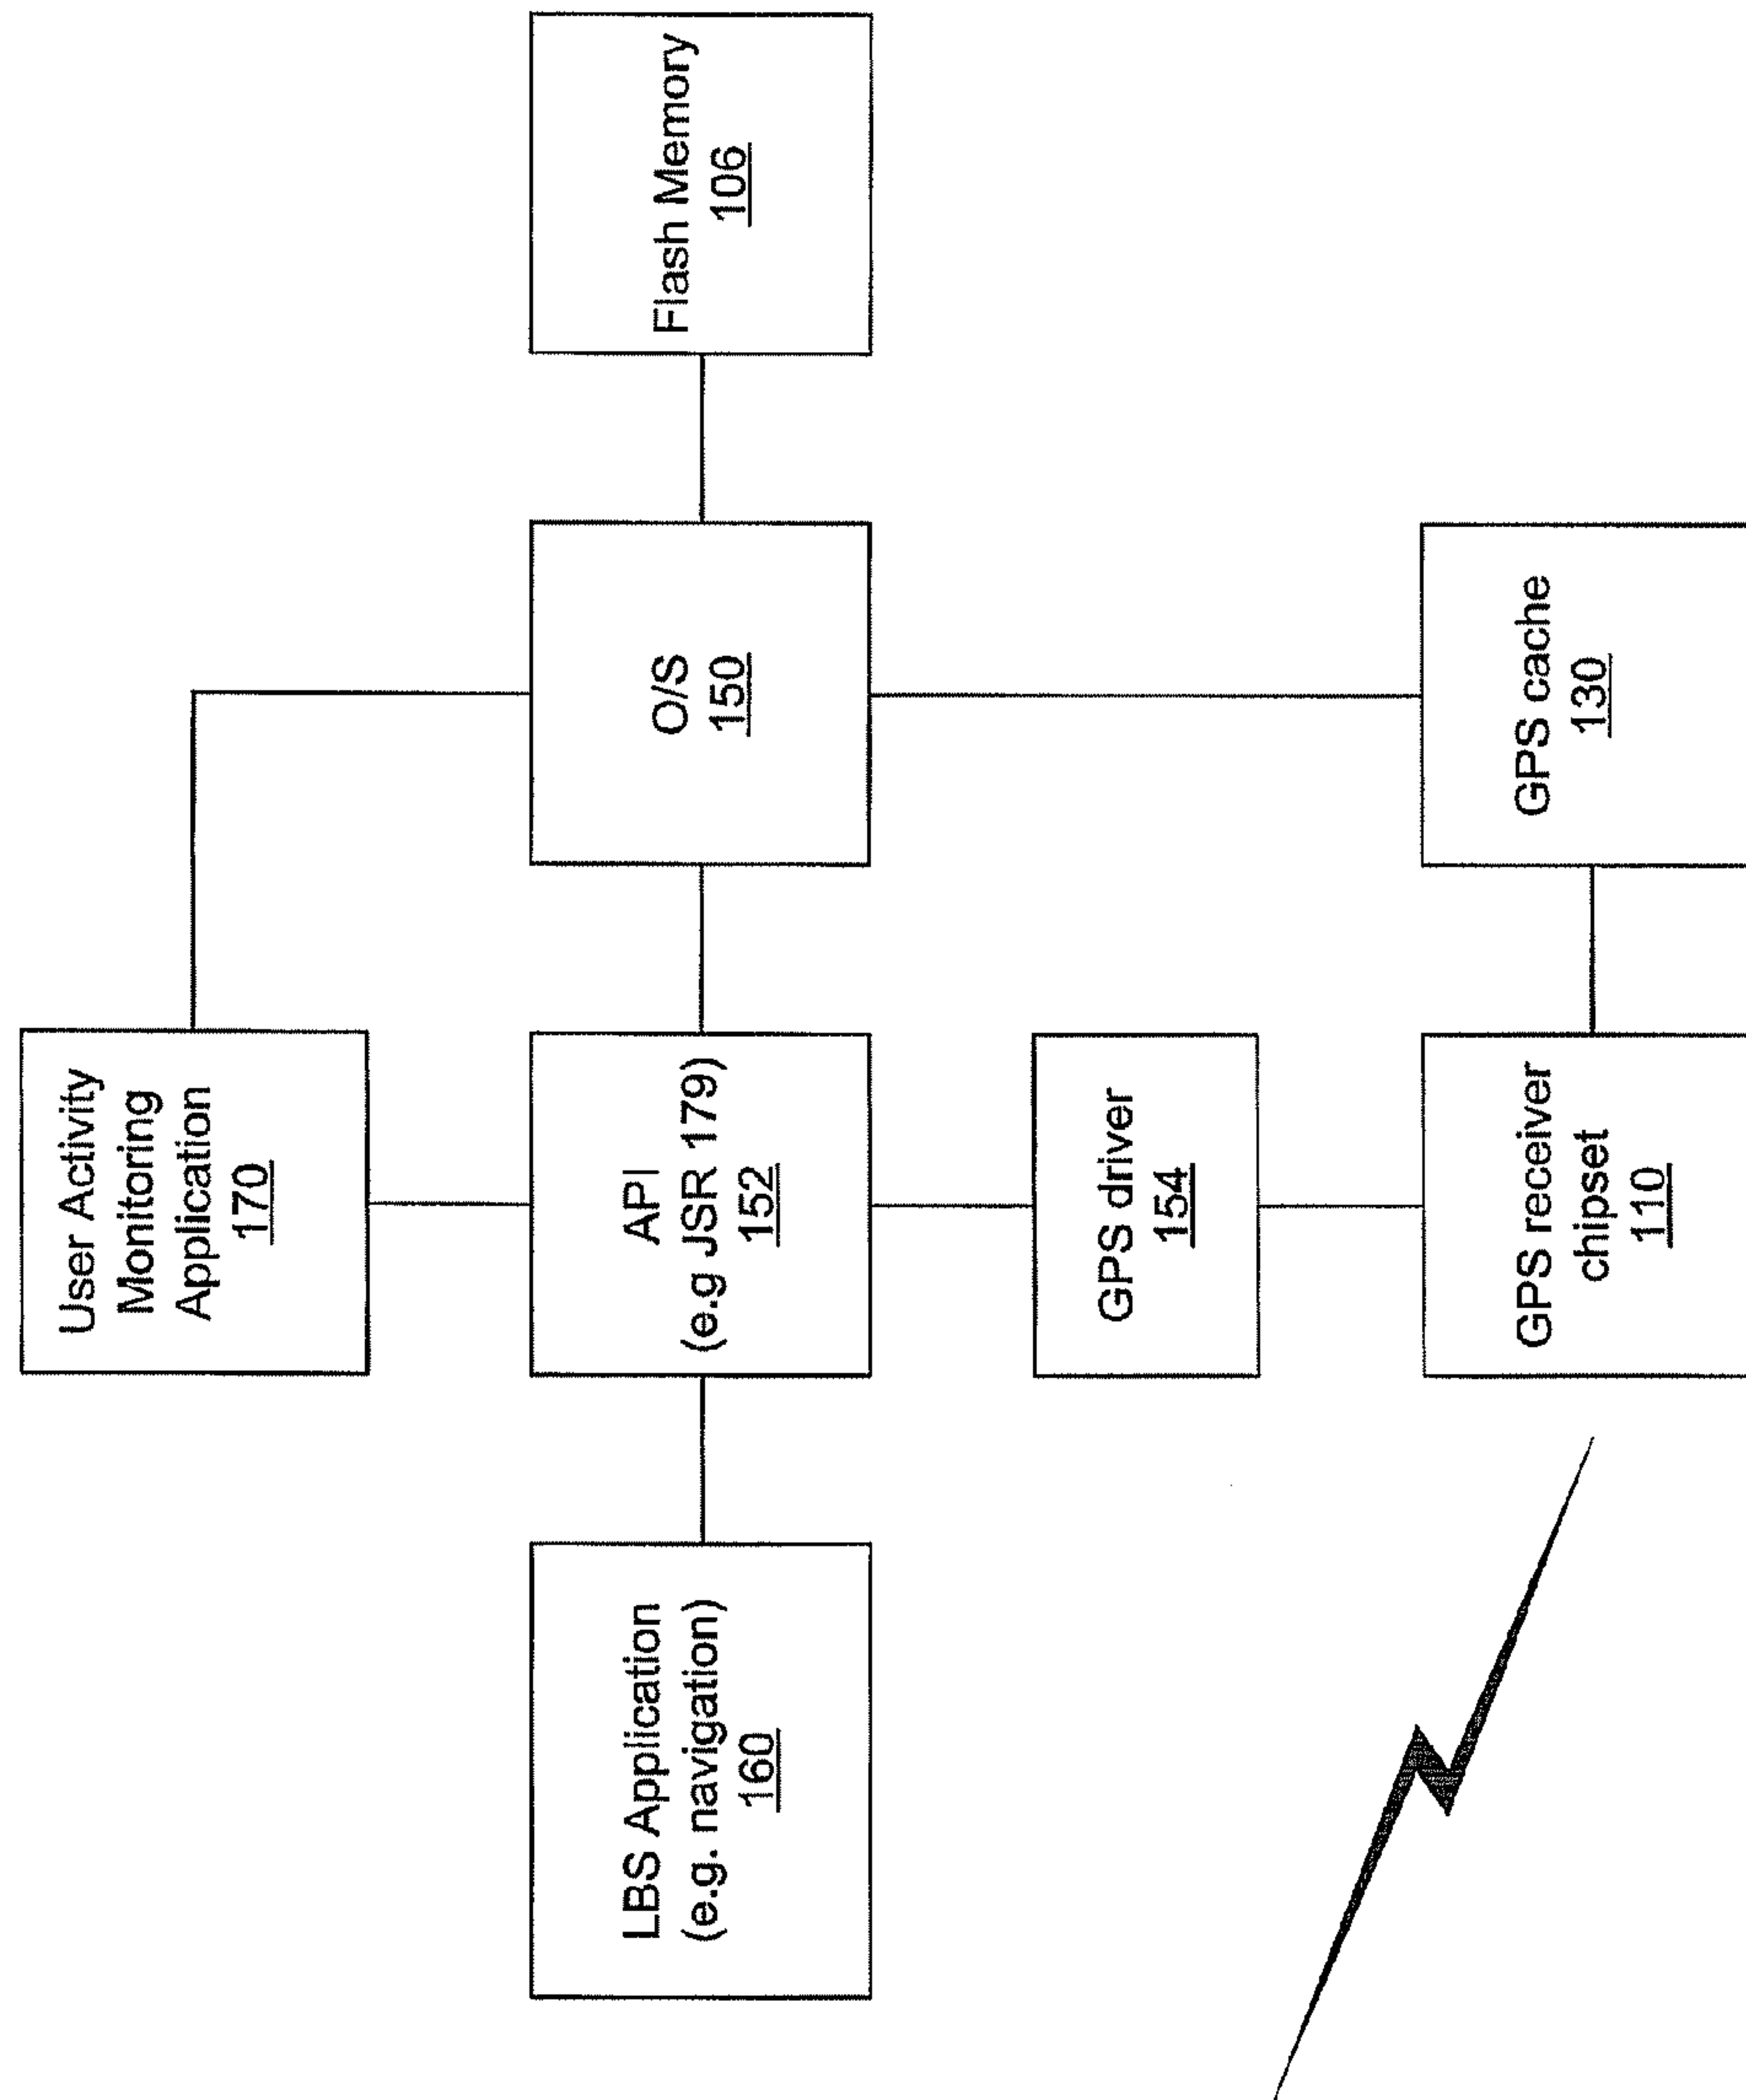 User Activity
Monitoring
Application
170
LBS Application
(e.g. navigation)
160
API
(e.g JSR 179)
152
O/S
150
Flash Memory
106
GPS driver
154
GPS receiver
chipset
110
GPS cache
130